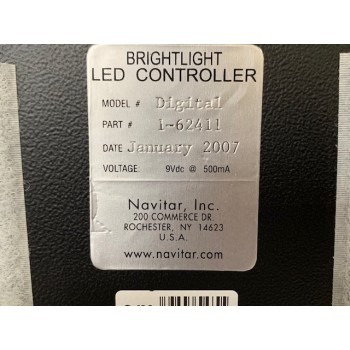 BRIGHTLIGHT
LED CONTROLLER
MODEL # Digital
PART # 1-62411
DATE January 2007
VOLTAGE: 9Vdc @ 500mA
Navitar, Inc.
200 COMMERCE DR.
ROCHESTER, NY 14623
U.S.A.
www.navitar.com